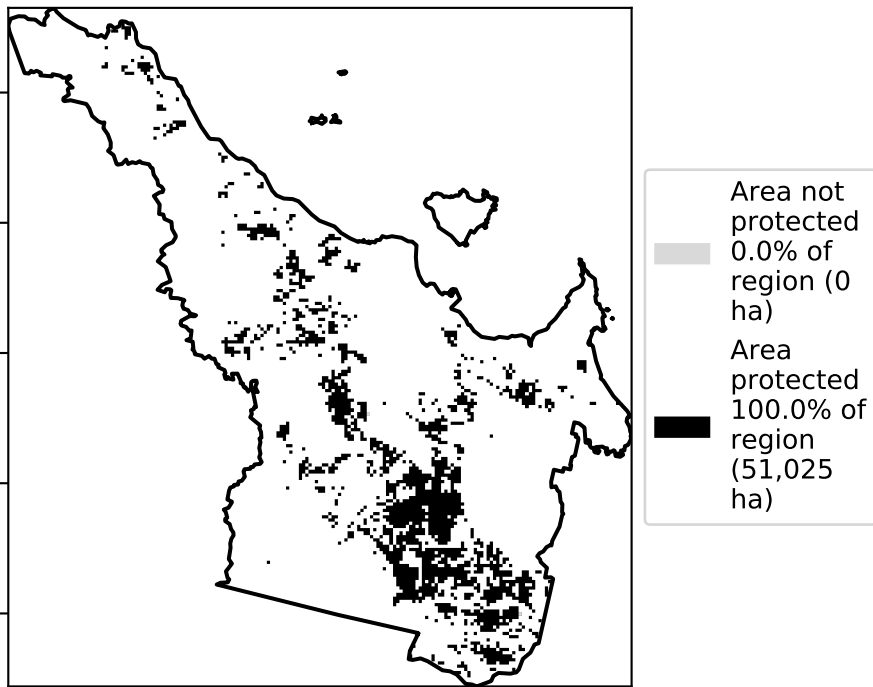 Area not
protected
0.0% of
region (0
ha)
Area
protected
100.0% of
region
(51,025
ha)